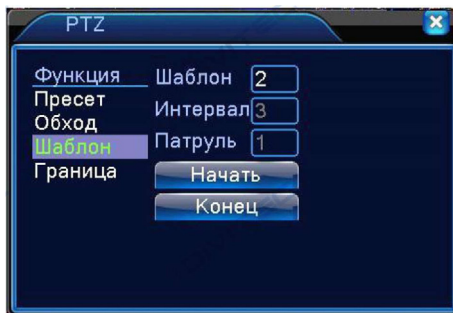 PTZ
Функция
Пресет
Обход
Шаблон
Граница
Шаблон 2
Интервал 3
Патруль 1
Начать
Конец